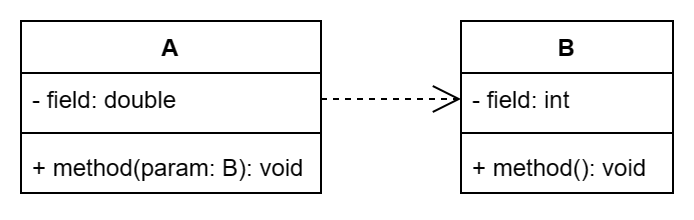 A
- field: double
+ method(param: B): void
B
- field: int
+ method(): void